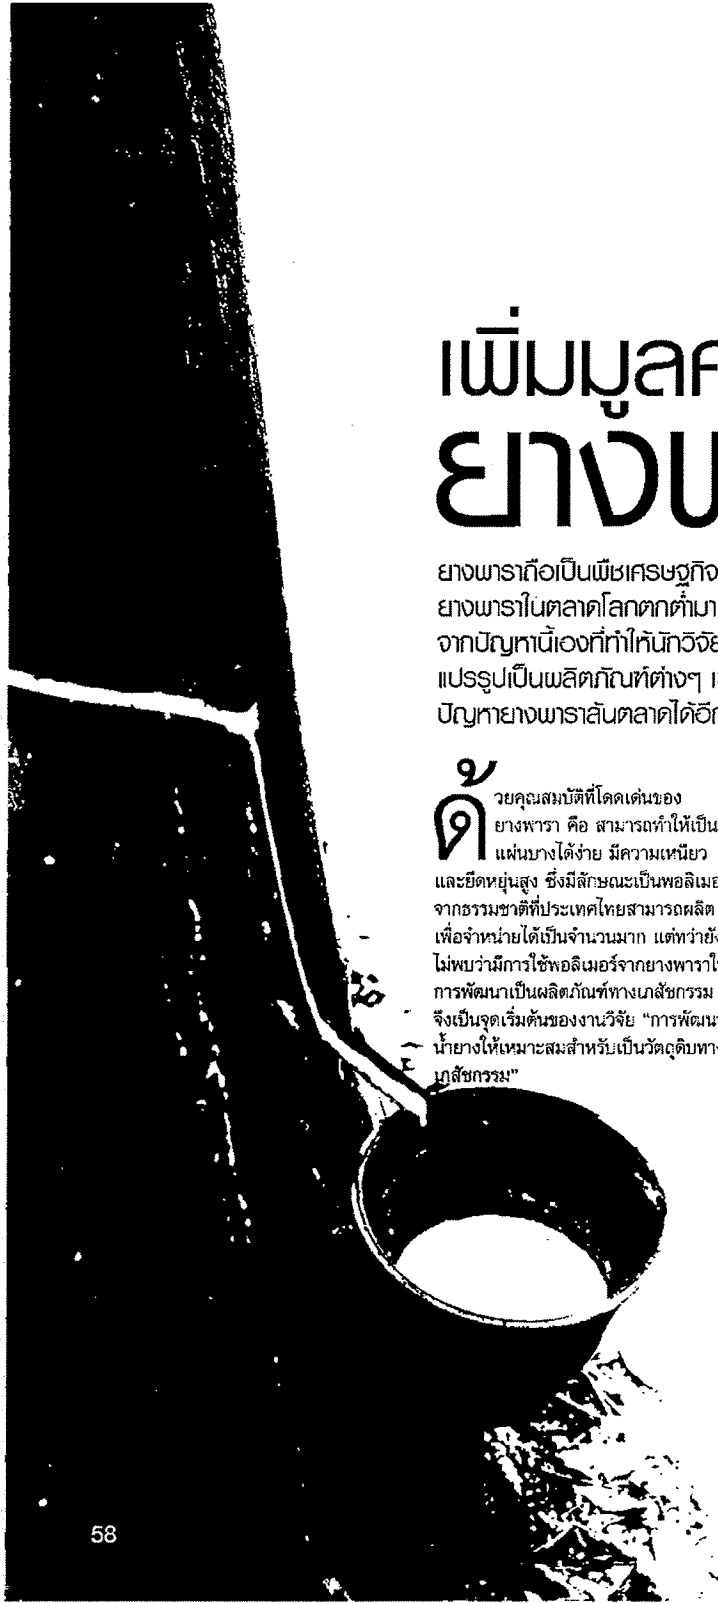 เพิ่มมูลค
ยางพ
ยางพาราถือเป็นพืชเศรษฐกิจ
ยางพาราในตลาดโลกตกต่ำมา
จากปัญหานี้เองที่ทำให้นักวิจัย
แปรรูปเป็นผลิตภัณฑ์ต่างๆ เ
ปัญหายางพาราล้นตลาดได้อีก
ด้วยคุณสมบัติที่โดดเด่นของ
ยางพารา คือ สามารถทำให้เป็น
แผ่นบางได้ง่าย มีความเหนียว
และยืดหยุ่นสูง ซึ่งมีลักษณะเป็นพอลิเมอ
จากธรรมชาติที่ประเทศไทยสามารถผลิต
เพื่อจำหน่ายได้เป็นจำนวนมาก แต่ทว่ายัง
ไม่พบว่ามีการใช้พอลิเมอร์จากยางพาราใ
การพัฒนาเป็นผลิตภัณฑ์ทางเภสัชกรรม
จึงเป็นจุดเริ่มต้นของงานวิจัย “การพัฒนา
น้ำยางให้เหมาะสมสำหรับเป็นวัตถุดิบทาง
เภสัชกรรม”
58